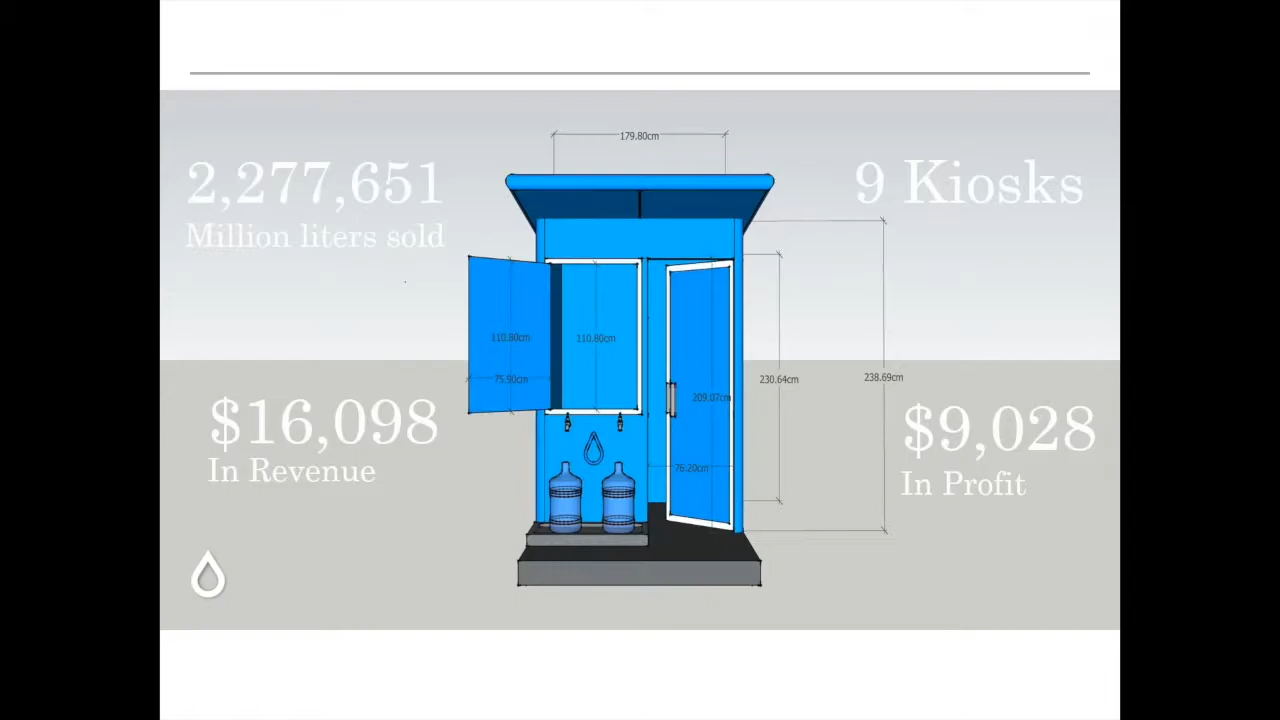 179.80cm
2,277,651
Million liters sold
9 Kiosks
110.80cm
110.80cm
75.90cm
230.64cm
238.69cm
209.07cm
$16,098
In Revenue
$9,028
In Profit
76.20cm